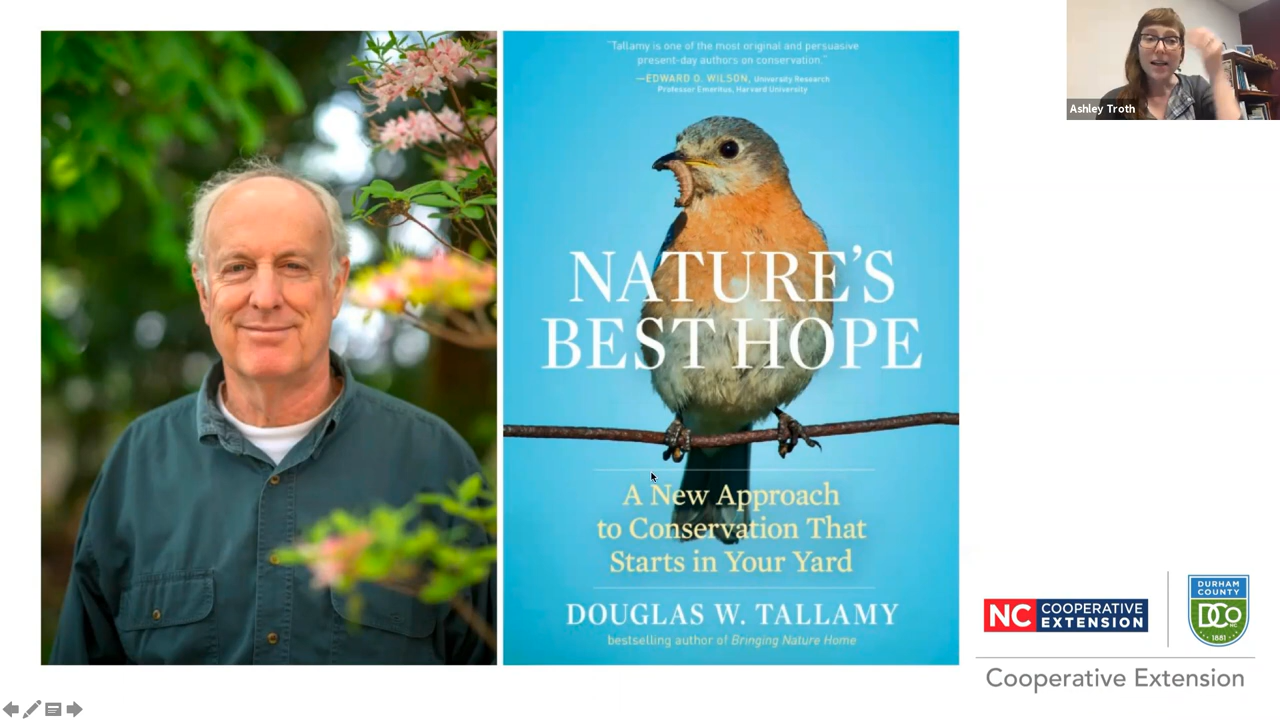 "Tallamy is one of the most original and persuasive
present-day authors on conservation."
—EDWARD O. WILSON, University Research
Professor Emeritus, Harvard University
NATURE'S
BEST HOPE
A New Approach
to Conservation That
Starts in Your Yard
DOUGLAS W. TALLAMY
bestselling author of Bringing Nature Home
Ashley Troth
NC COOPERATIVE
EXTENSION
DURHAM
COUNTY
DCO
NC
1881
Cooperative Extension